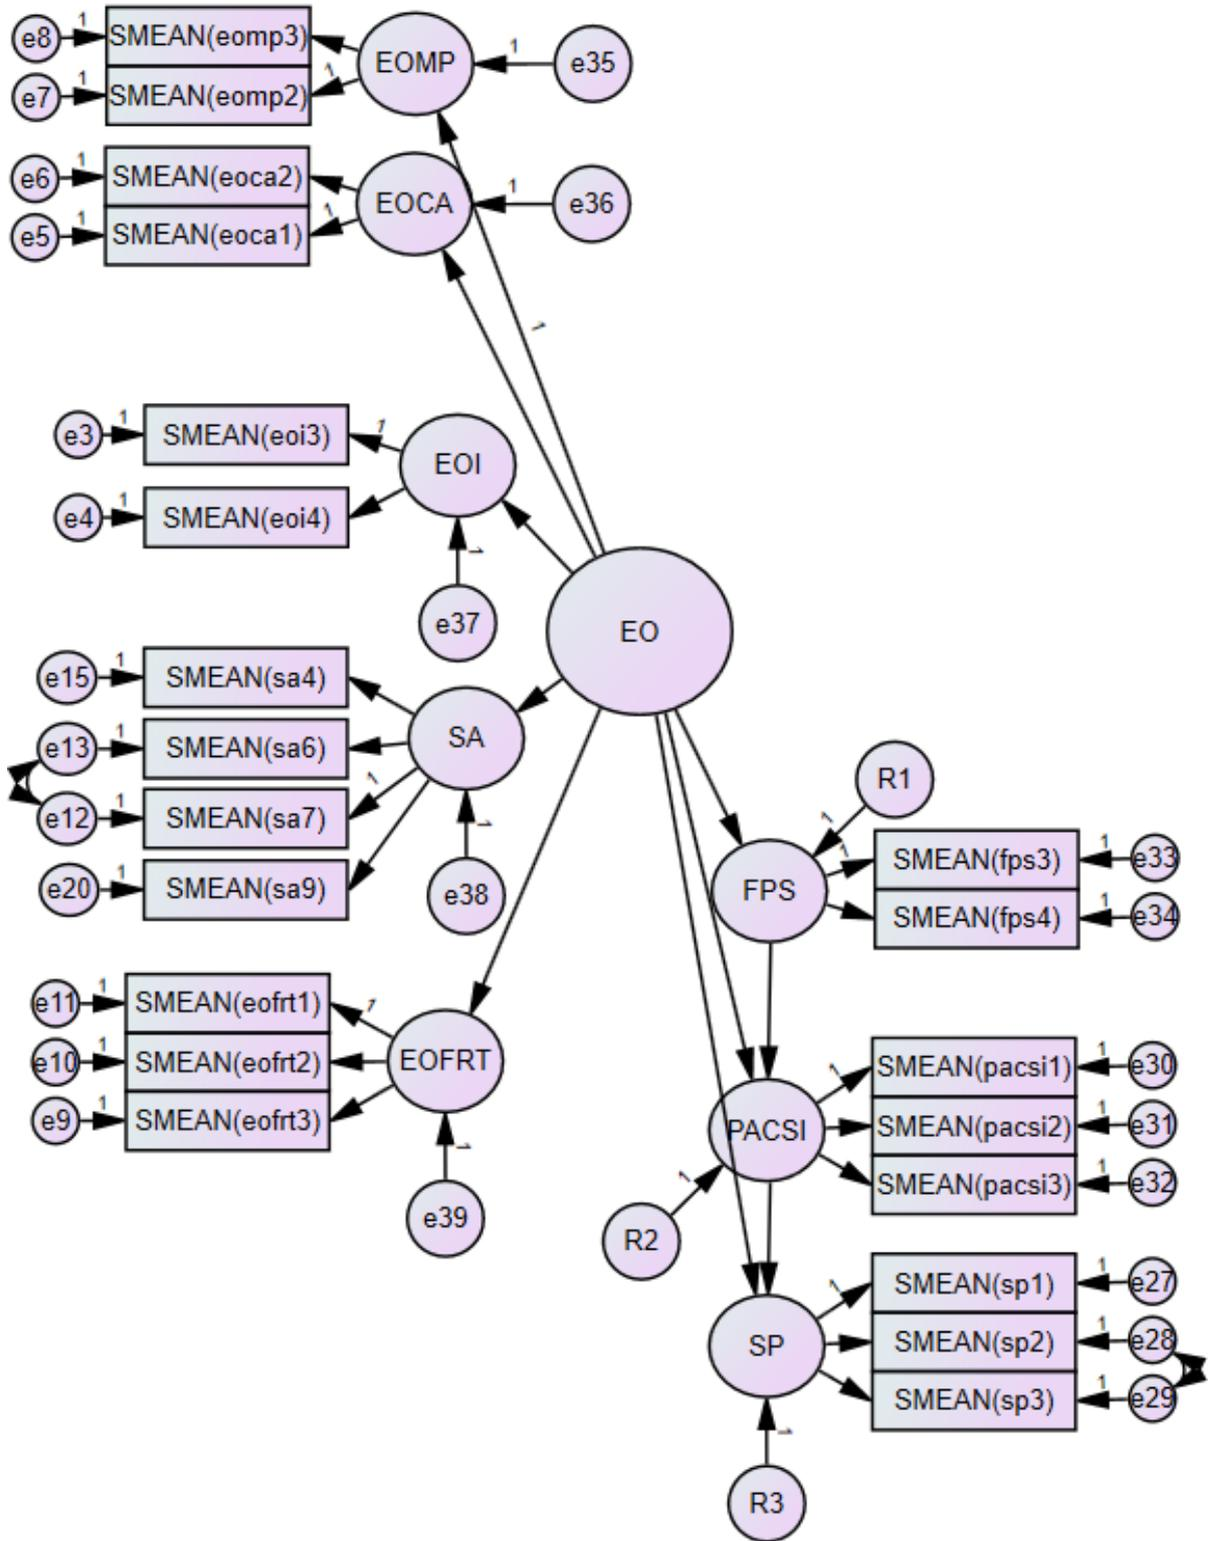 e8 1 SMEAN(eomp3)
e7 1 SMEAN(eomp2) 1
EOMP 1 e35
e6 1 SMEAN(eoca2)
e5 1 SMEAN(eoca1) 1
EOCA 1 e36
1
e3 1 SMEAN(eoi3) 1
e4 1 SMEAN(eoi4)
EOI
1
e37
EO
e15 1 SMEAN(sa4)
e13 1 SMEAN(sa6)
e12 1 SMEAN(sa7) 1
e20 1 SMEAN(sa9)
SA
1
e38
R1
1
FPS
1 SMEAN(fps3) 1 e33
SMEAN(fps4) 1 e34
e11 1 SMEAN(eofrt1) 1
e10 1 SMEAN(eofrt2)
e9 1 SMEAN(eofrt3)
EOFRT
1
e39
PACSI
1 SMEAN(pacsi1) 1 e30
SMEAN(pacsi2) 1 e31
SMEAN(pacsi3) 1 e32
1
R2
SP
1 SMEAN(sp1) 1 e27
SMEAN(sp2) 1 e28
SMEAN(sp3) 1 e29
1
R3